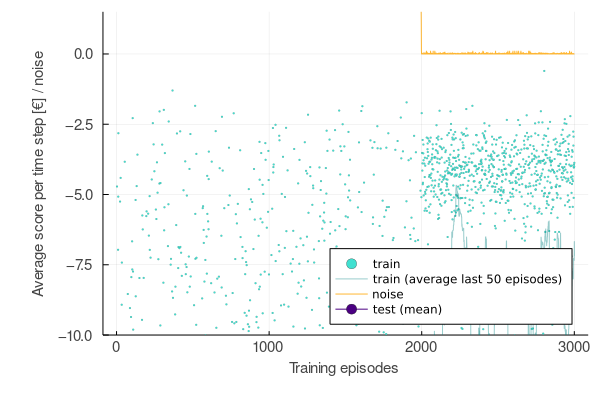 Average score per time step [€] / noise
0.0
−2.5
−5.0
−7.5
−10.0
0
1000
2000
3000
Training episodes
train
train (average last 50 episodes)
noise
test (mean)